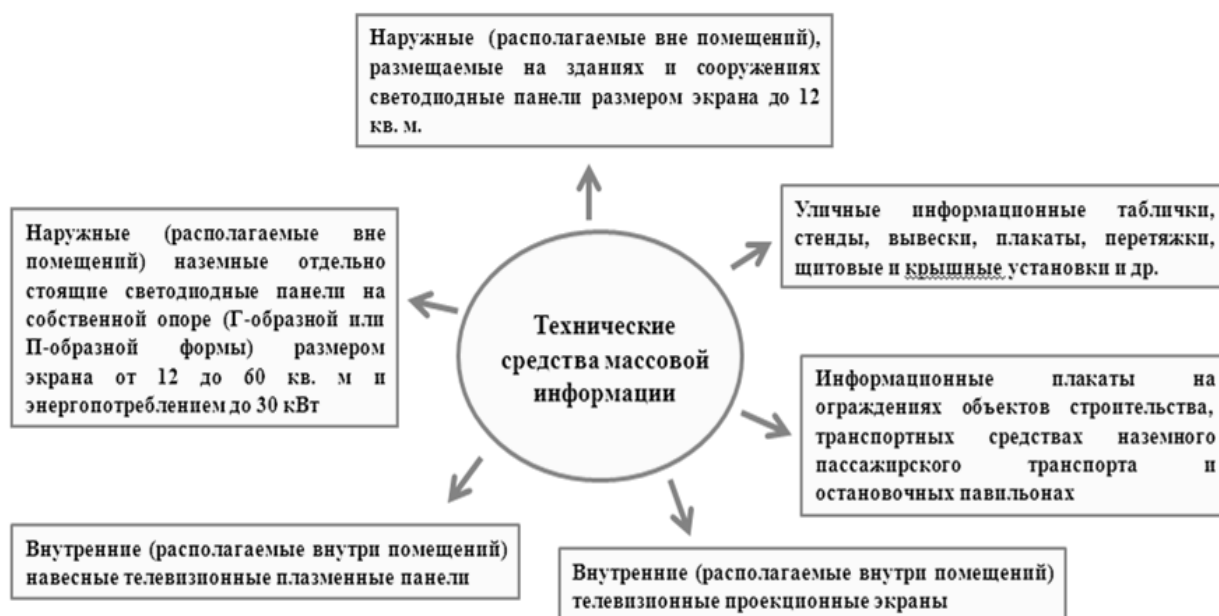 Наружные (располагаемые вне помещений),
размещаемые на зданиях и сооружениях
светодиодные панели размером экрана до 12
кв. м.
Наружные (располагаемые вне
помещений) наземные отдельно
стоящие светодиодные панели на
собственной опоре (Г-образной или
П-образной формы) размером
экрана от 12 до 60 кв. м и
энергопотреблением до 30 кВт
Уличные информационные таблички,
стенды, вывески, плакаты, перетяжки,
щитовые и крышные установки и др.
Технические
средства массовой
информации
Информационные плакаты на
ограждениях объектов строительства,
транспортных средствах наземного
пассажирского транспорта и
остановочных павильонах
Внутренние (располагаемые внутри помещений)
навесные телевизионные плазменные панели
Внутренние (располагаемые внутри помещений)
телевизионные проекционные экраны